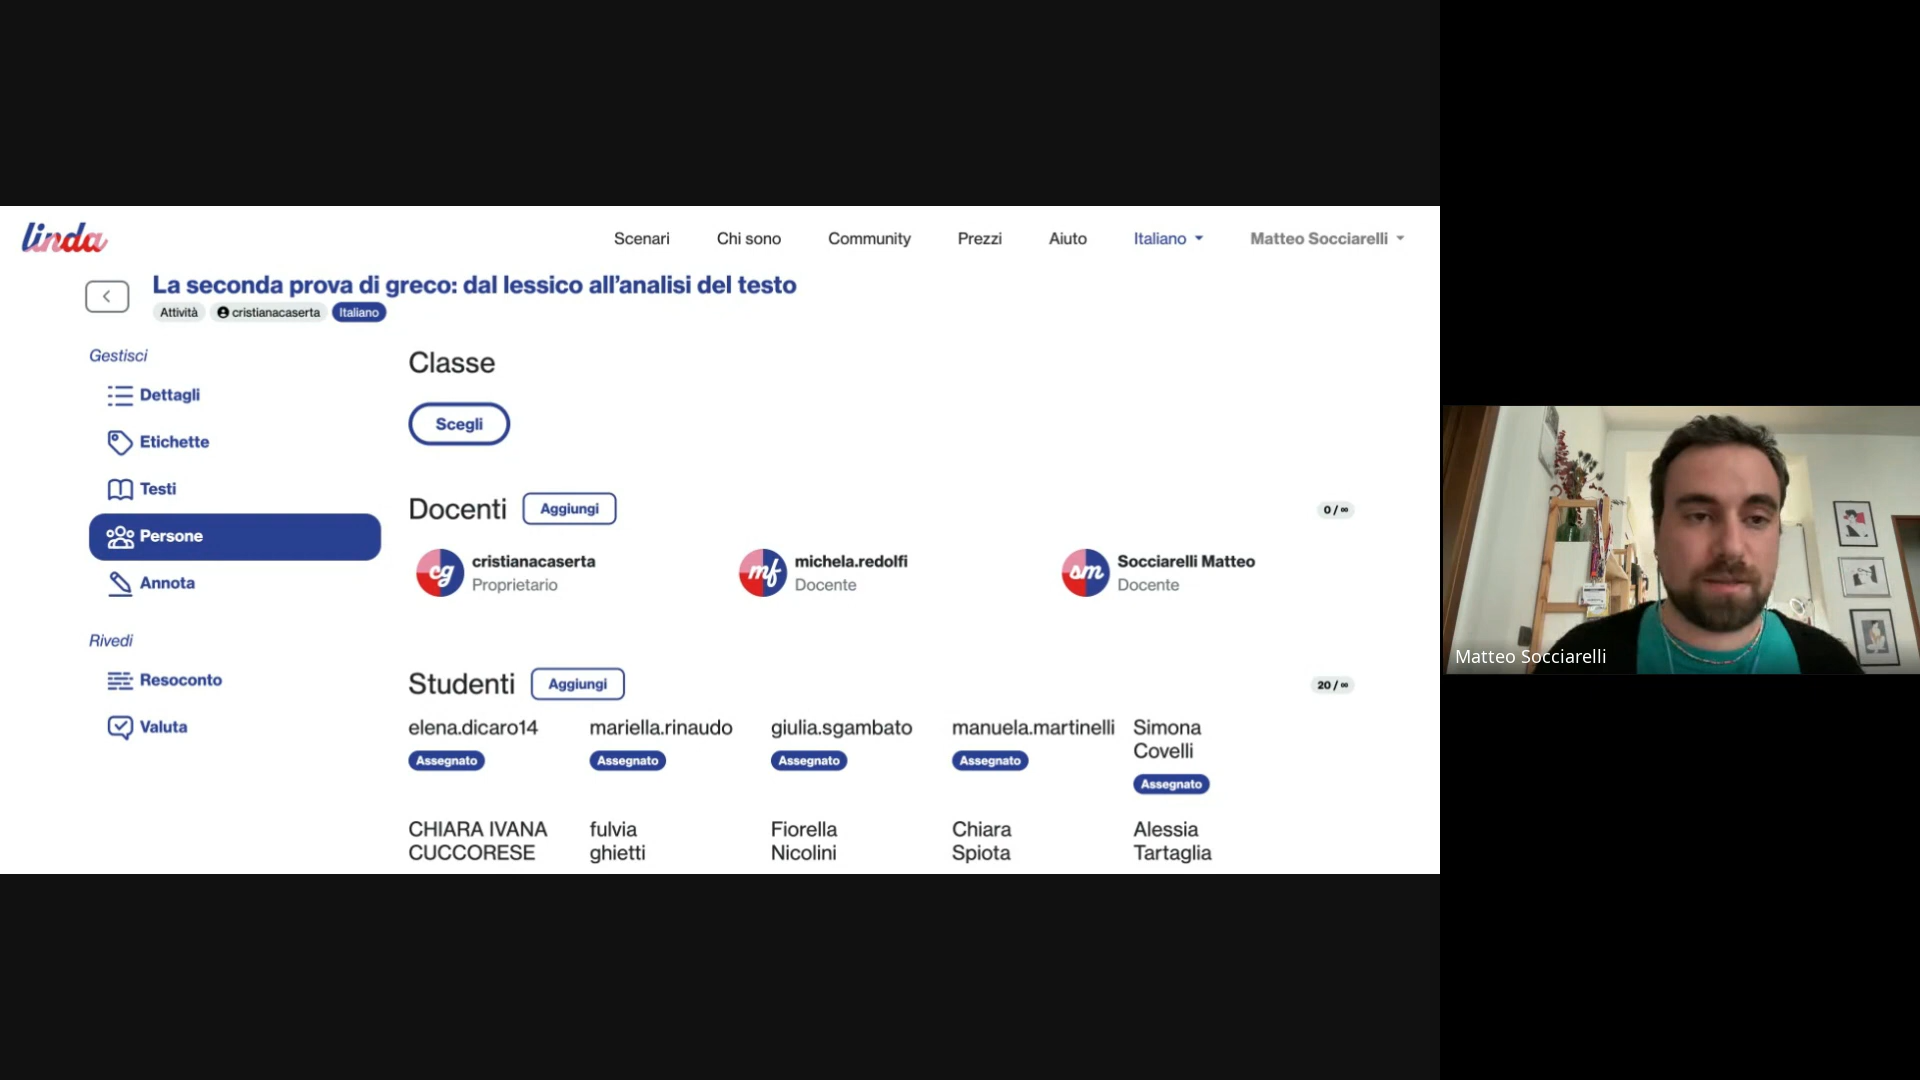 linda
Scenari
Chi sono
Community
Prezzi
Aiuto
Italiano
Matteo Socciarelli
La seconda prova di greco: dal lessico all’analisi del testo
Attività
cristianacaserta
Italiano
Gestisci
Dettagli
Etichette
Testi
Persone
Annota
Rivedi
Resoconto
Valuta
Classe
Scegli
Docenti
Aggiungi
0 / ∞
cg
cristianacaserta
Proprietario
mf
michela.redolfi
Docente
sm
Socciarelli Matteo
Docente
Studenti
Aggiungi
20 / ∞
elena.dicaro14
Assegnato
mariella.rinaudo
Assegnato
giulia.sgambato
Assegnato
manuela.martinelli
Assegnato
Simona
Covelli
Assegnato
CHIARA IVANA
CUCCORESE
fulvia
ghietti
Fiorella
Nicolini
Chiara
Spiota
Alessia
Tartaglia
Matteo Socciarelli